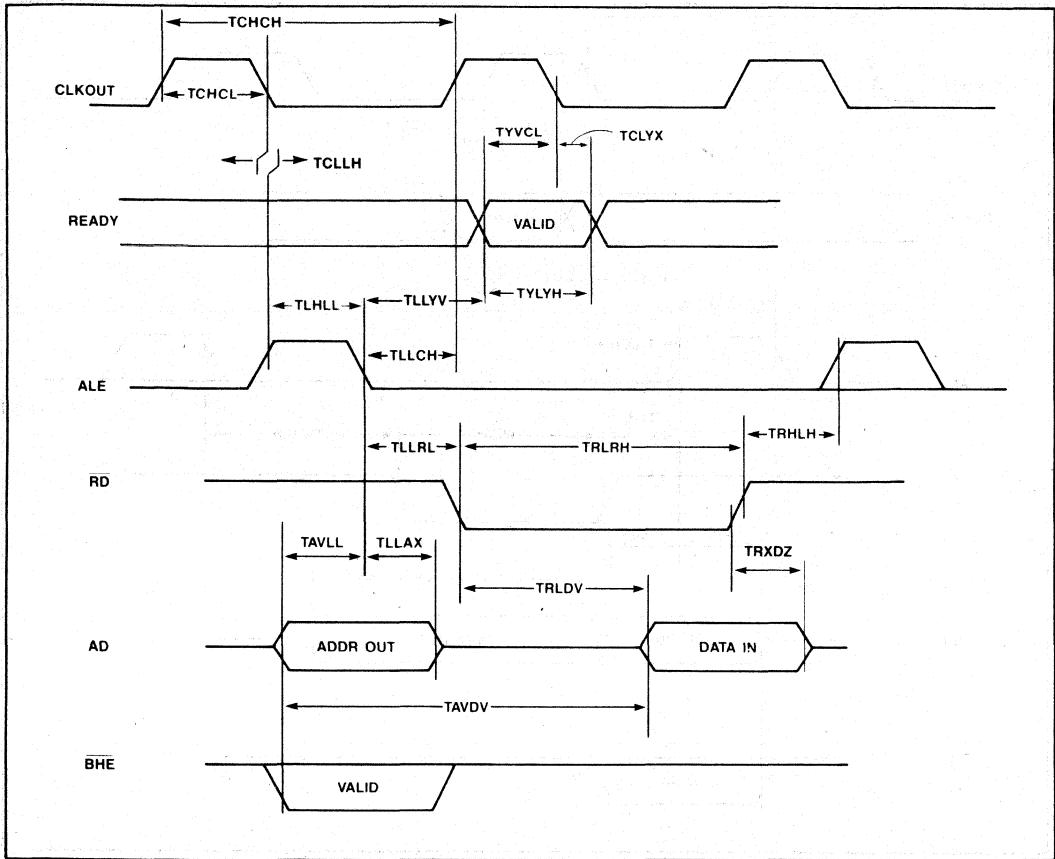 TCHCH
CLKOUT
TCHCL
TYVCL
TCLYX
TCLLH
READY
VALID
TLHLL
TLLYV
TYLYH
TLLCH
ALE
TLLRL
TRLRH
TRHLH
RD
TAVLL
TLLAX
TRXDZ
TRLDV
AD
ADDR OUT
DATA IN
TAVDV
BHE
VALID